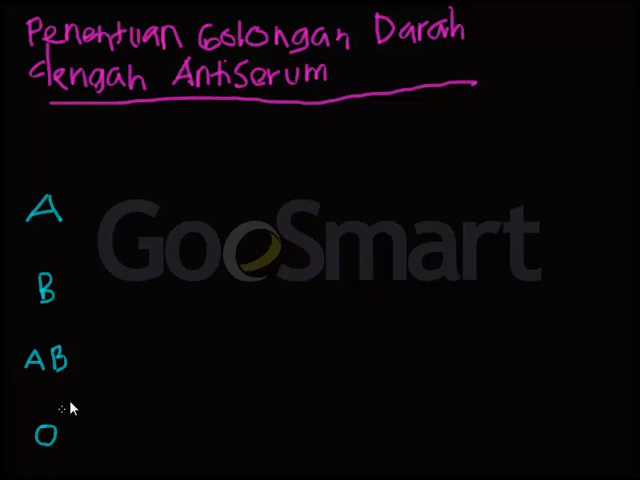 Penentuan Golongan Darah
dengan AntiSerum
GooSmart
A
B
AB
O